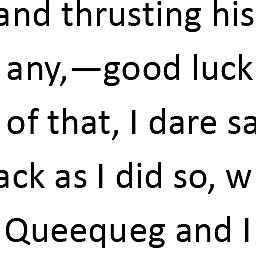 and thrusting his
any,—good luck
of that, I dare sa
ack as I did so, w
Queequeg and I